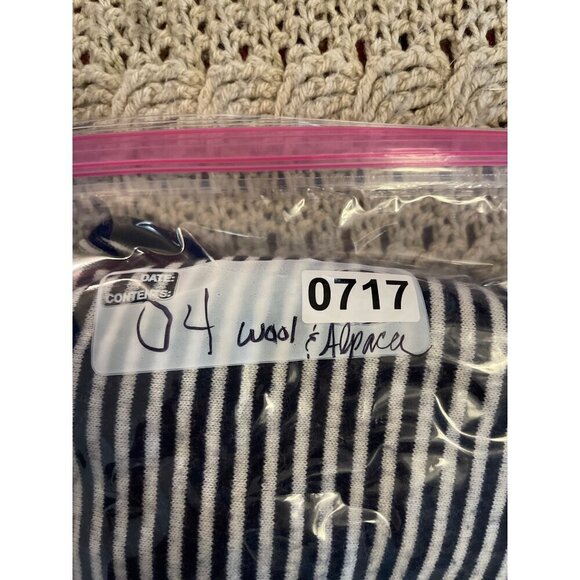 DATE:
CONTENTS:
0717
04 wool & Alpaca